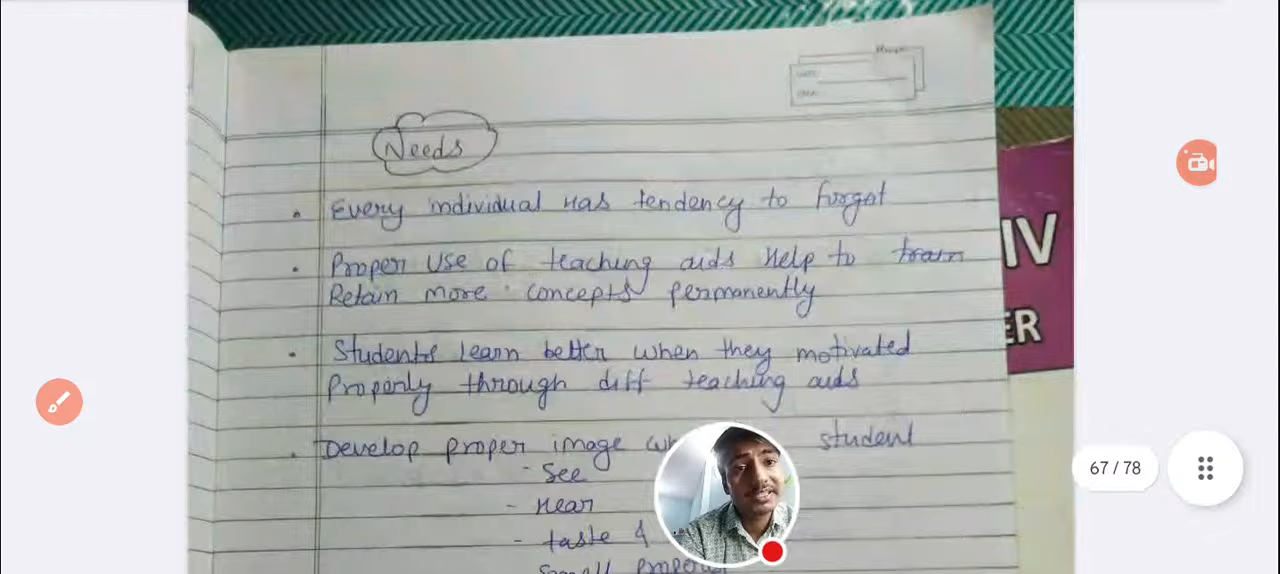 Needs
IV
• Every individual has tendency to forgot
• Proper use of teaching aids help to train
ER
Retain more concepts permanently
• Students learn better when they motivated
Properly through diff teaching aids
• Develop proper image student
67 / 78
- See
- Hear
- taste &